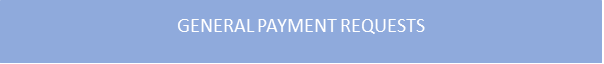 GENERAL PAYMENT REQUESTS